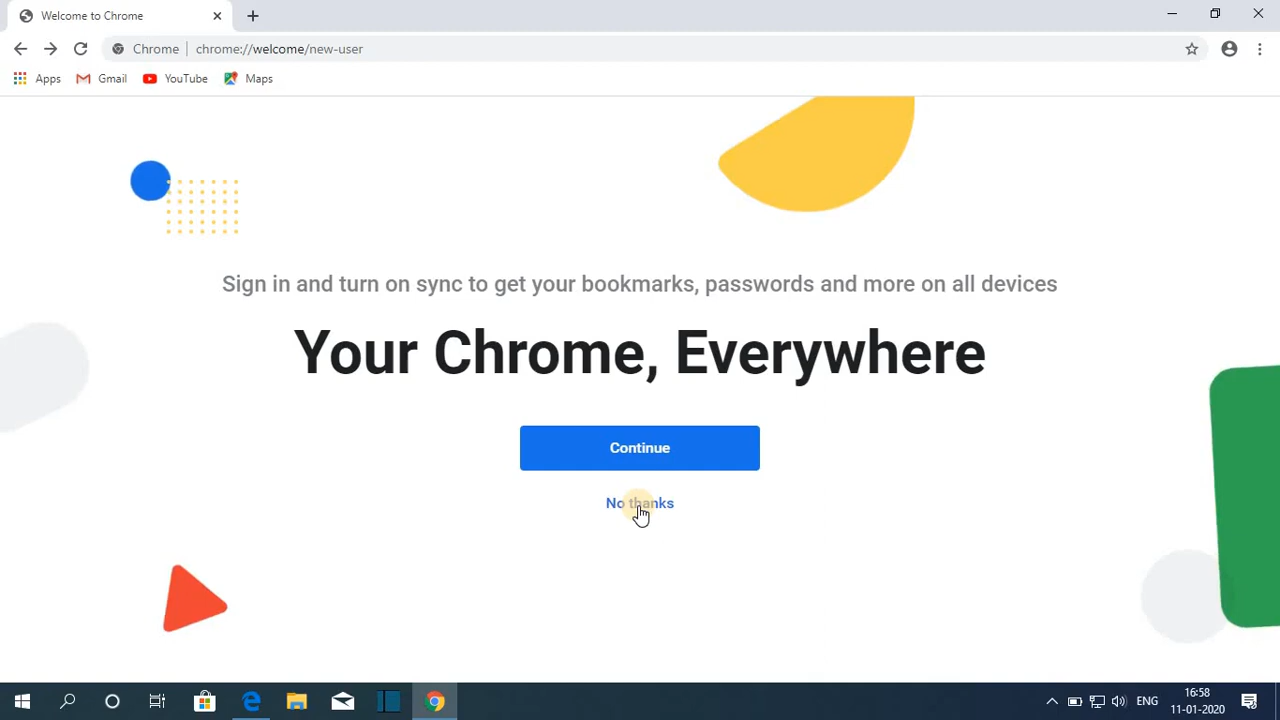 Welcome to Chrome
Chrome chrome://welcome/new-user
Apps Gmail YouTube Maps
Sign in and turn on sync to get your bookmarks, passwords and more on all devices
Your Chrome, Everywhere
Continue
No thanks
ENG
16:58
11-01-2020